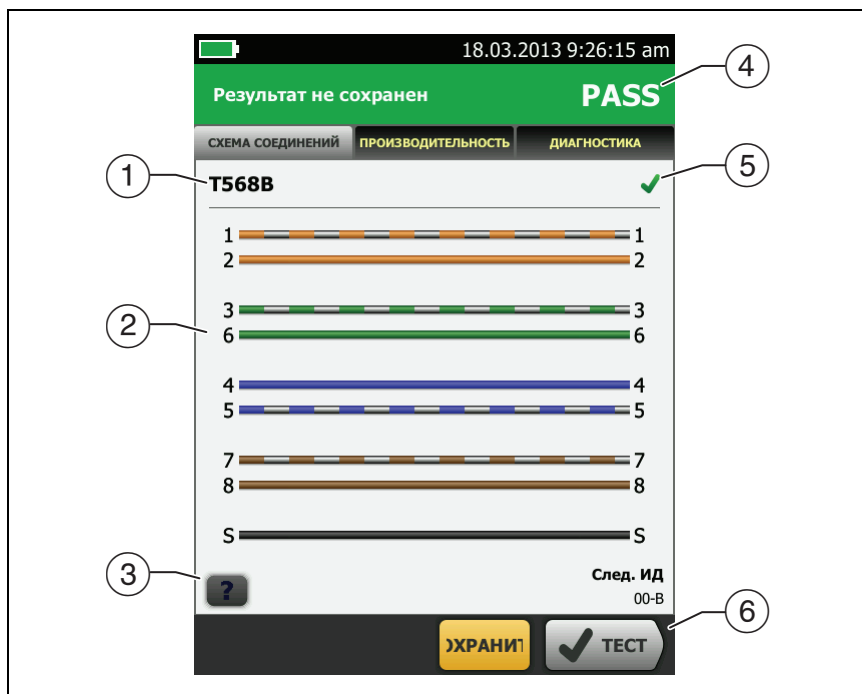 18.03.2013 9:26:15 am
Результат не сохранен PASS
СХЕМА СОЕДИНЕНИЙ ПРОИЗВОДИТЕЛЬНОСТЬ ДИАГНОСТИКА
T568B
1 1
2 2
3 3
6 6
4 4
5 5
7 7
8 8
S S
?
След. ИД
00-B
ОХРАНИТ
ТЕСТ
1
2
3
4
5
6